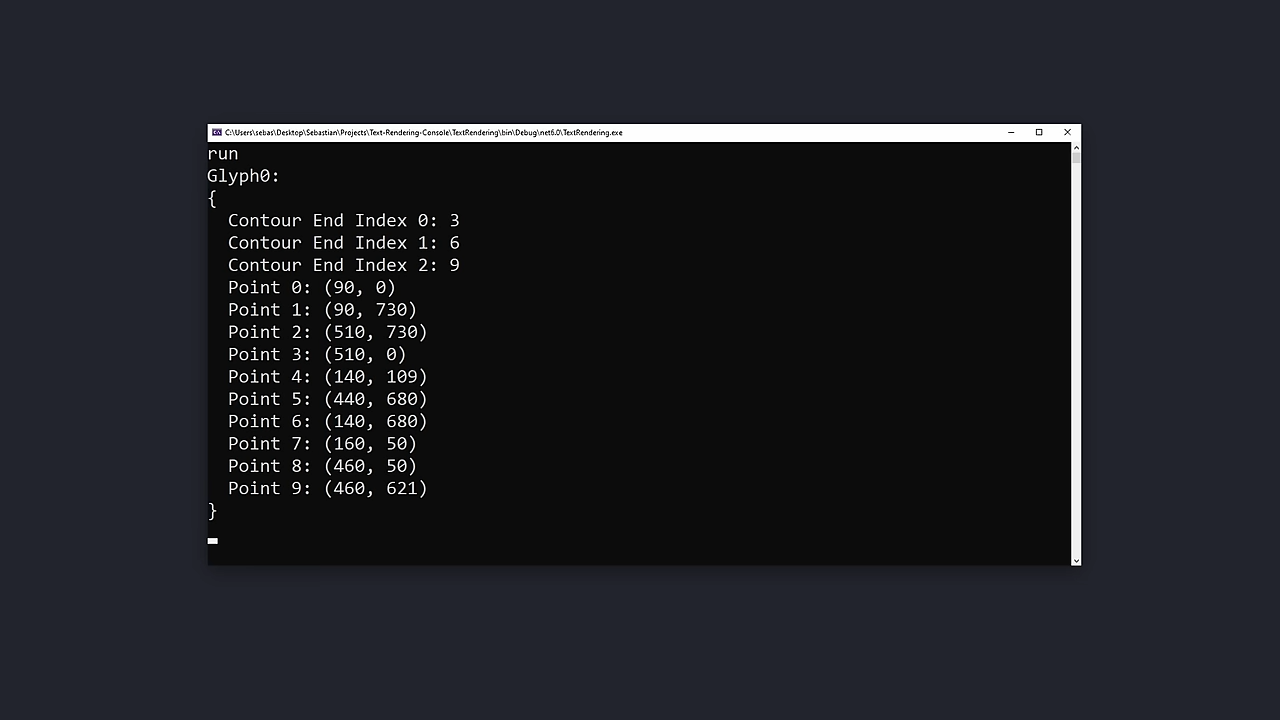 C:\Users\sebas\Desktop\Sebastian\Projects\Text-Rendering-Console\TextRendering\bin\Debug\net6.0\TextRendering.exe
run
Glyph0:
{
  Contour End Index 0: 3
  Contour End Index 1: 6
  Contour End Index 2: 9
  Point 0: (90, 0)
  Point 1: (90, 730)
  Point 2: (510, 730)
  Point 3: (510, 0)
  Point 4: (140, 109)
  Point 5: (440, 680)
  Point 6: (140, 680)
  Point 7: (160, 50)
  Point 8: (460, 50)
  Point 9: (460, 621)
}